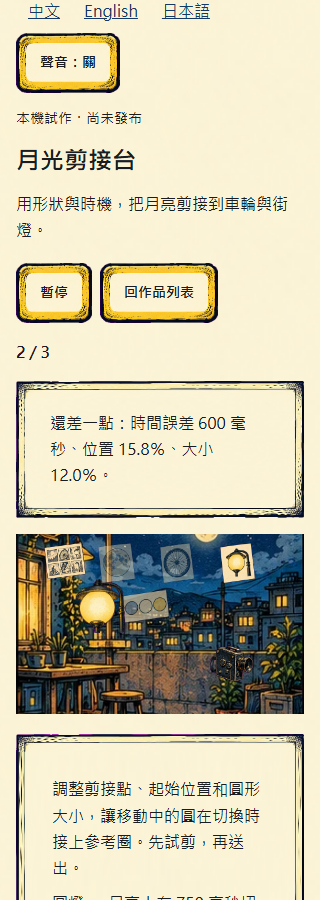 中文 English 日本語
聲音：關
本機試作・尚未發布
月光剪接台
用形狀與時機，把月亮剪接到車輪與街
燈。
暫停 回作品列表
2 / 3
還差一點：時間誤差 600 毫
秒、位置 15.8%、大小
12.0%。
調整剪接點、起始位置和圓形
大小，讓移動中的圓在切換時
接上參考圈。先試剪，再送
出。